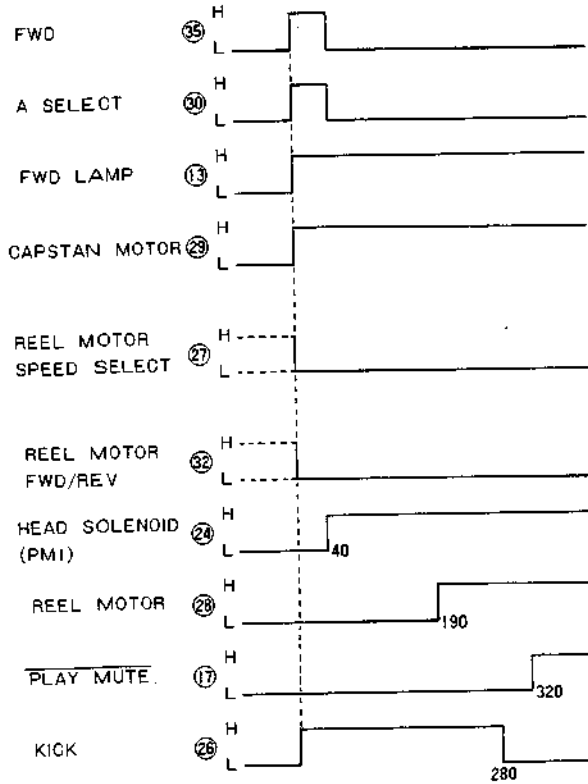 FWD 35 H
L
A SELECT 30 H
L
FWD LAMP 13 H
L
CAPSTAN MOTOR 29 H
L
REEL MOTOR
SPEED SELECT 27 H
L
REEL MOTOR
FWD/REV 32 H
L
HEAD SOLENOID
(PM1) 24 H
L
40
REEL MOTOR 28 H
L
190
PLAY MUTE. 17 H
L
320
KICK 26 H
L
280